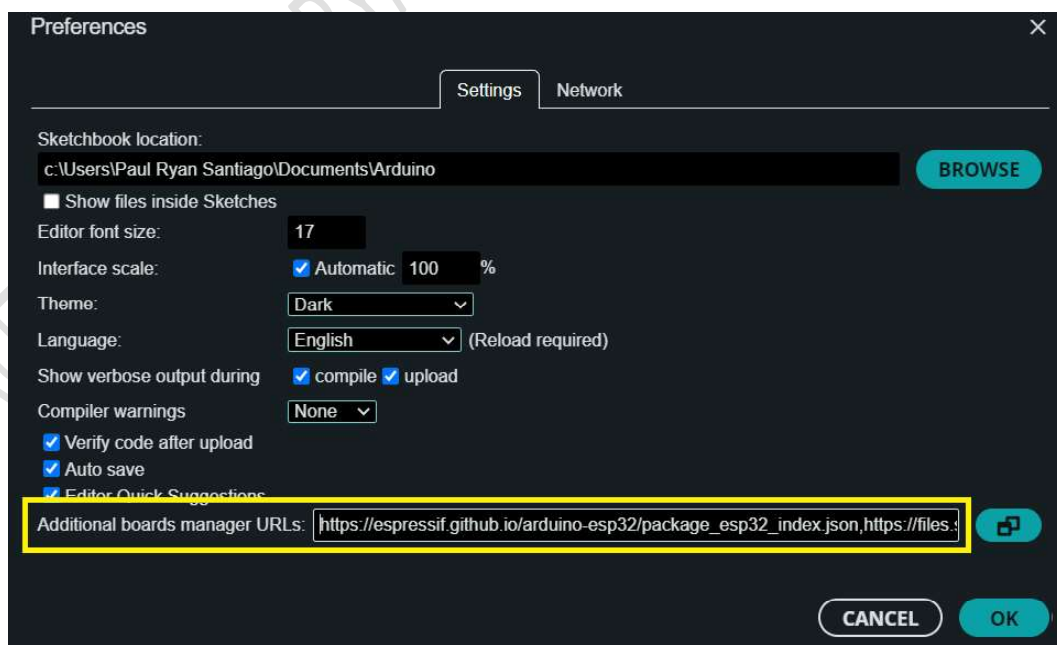 Preferences
Settings Network
Sketchbook location:
c:\Users\Paul Ryan Santiago\Documents\Arduino BROWSE
Show files inside Sketches
Editor font size: 17
Interface scale: Automatic 100 %
Theme: Dark
Language: English (Reload required)
Show verbose output during compile upload
Compiler warnings None
Verify code after upload
Auto save
Editor Quick Suggestions
Additional boards manager URLs: https://espressif.github.io/arduino-esp32/package_esp32_index.json,https://files.s
CANCEL OK